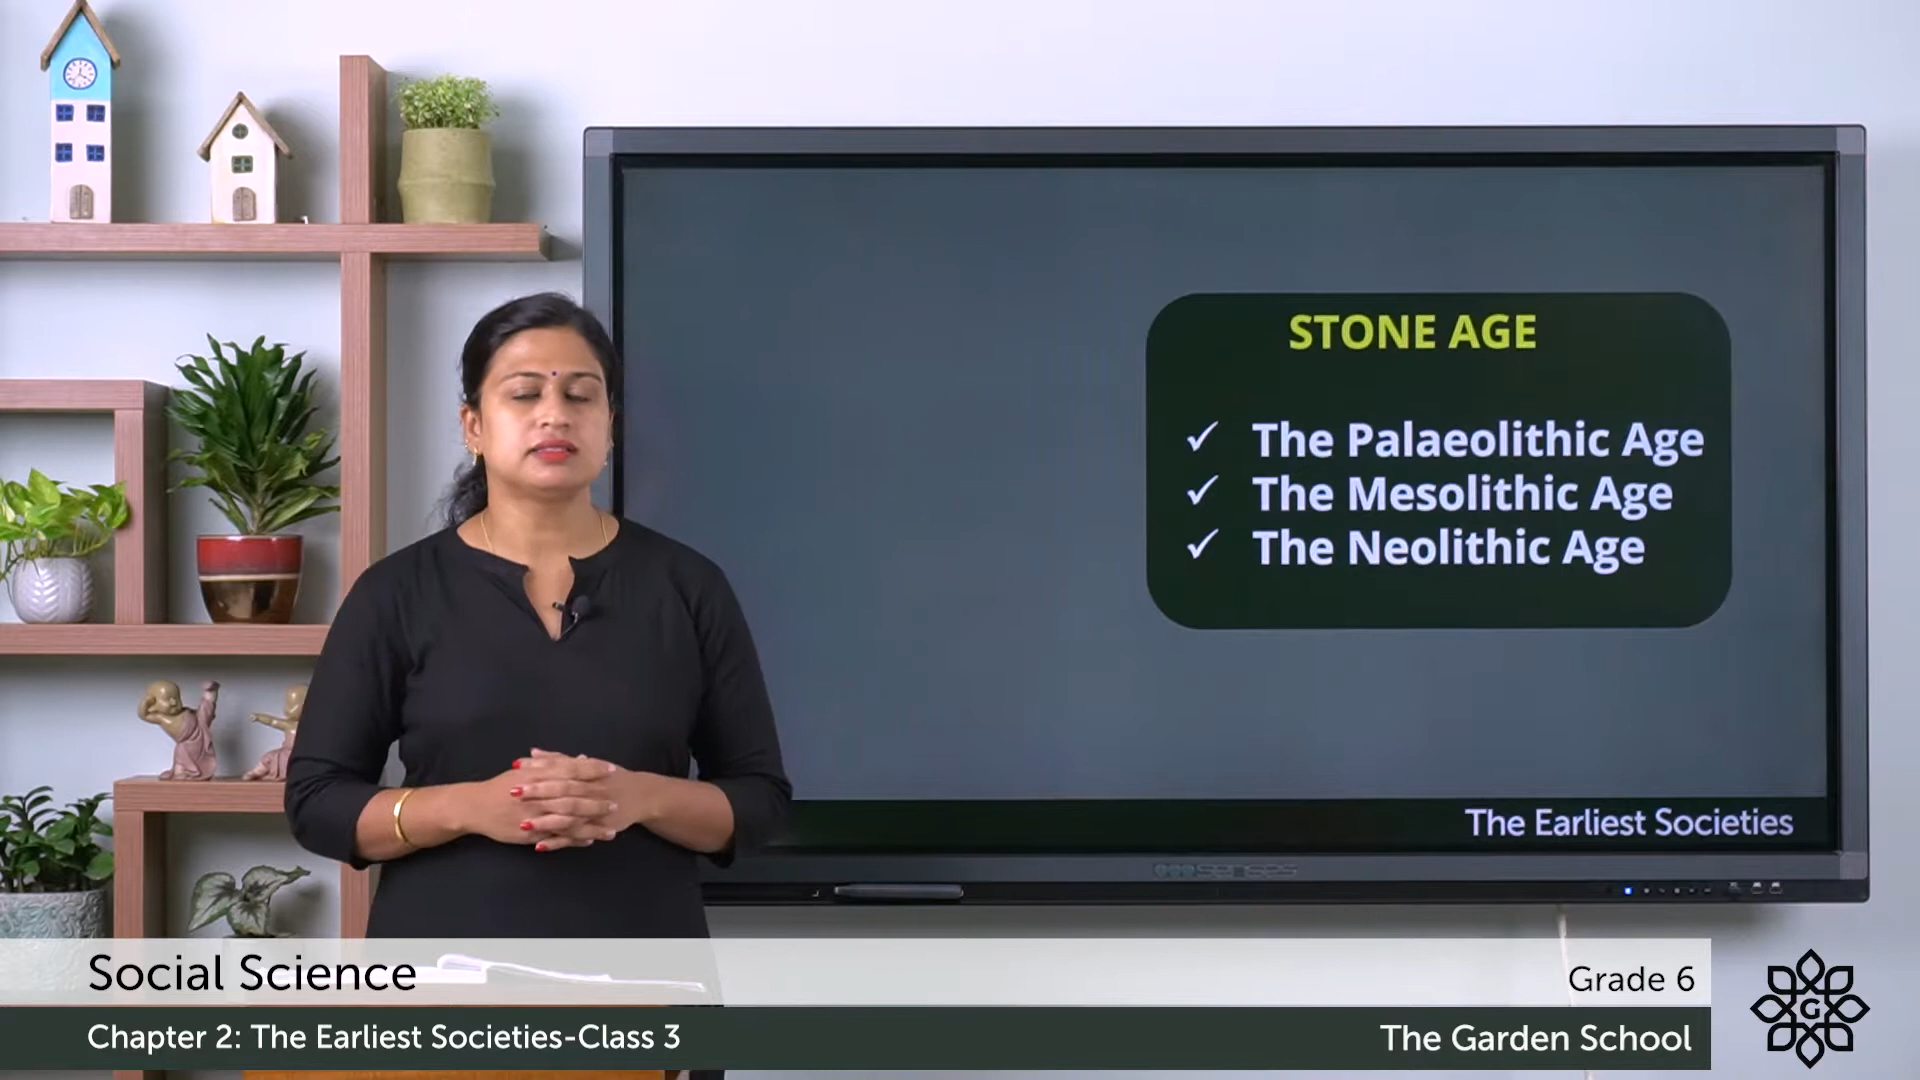 STONE AGE
✓ The Palaeolithic Age
✓ The Mesolithic Age
✓ The Neolithic Age
The Earliest Societies
Social Science
Grade 6
Chapter 2: The Earliest Societies-Class 3
The Garden School
G